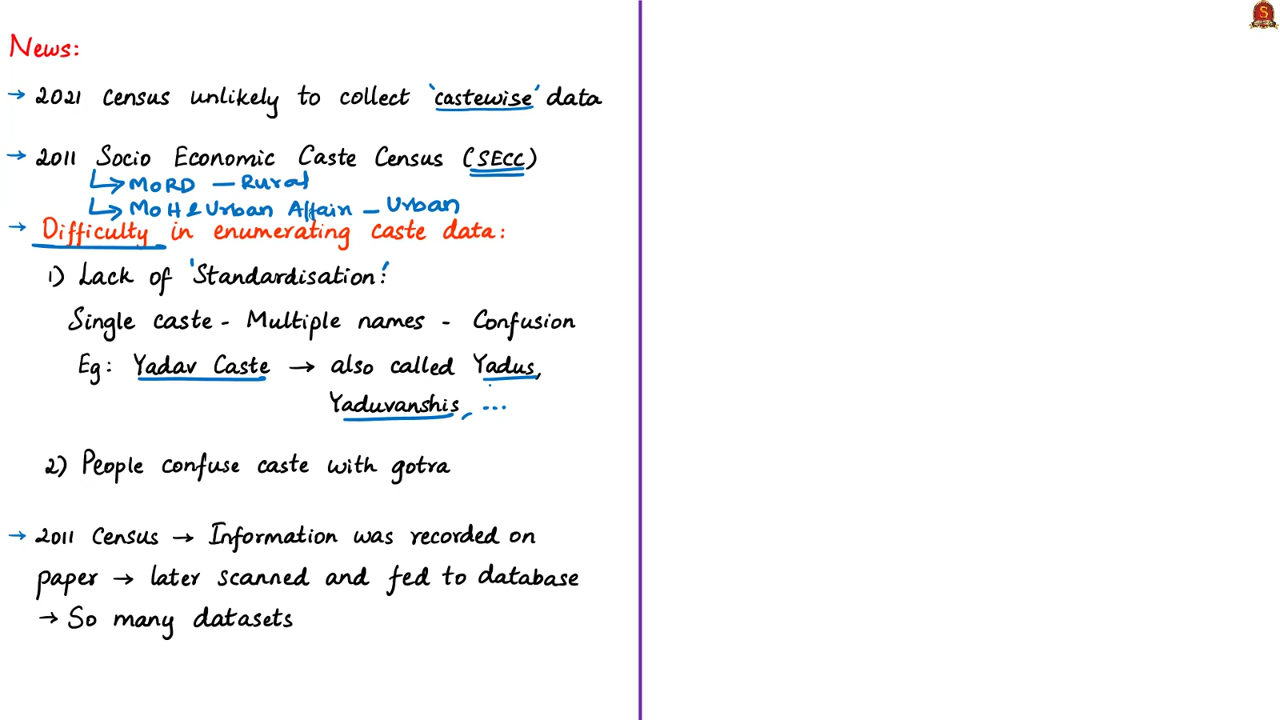 News:
→ 2021 Census unlikely to collect 'castewise' data
→ 2011 Socio Economic Caste Census (SECC)
↳ MoRD – Rural
↳ MoH & Urban Affair – Urban
→ Difficulty in enumerating caste data:
1) Lack of 'Standardisation!'
Single caste - Multiple names - Confusion
Eg: Yadav Caste → also called Yadus,
Yaduvanshis, ...
2) People confuse caste with gotra
→ 2011 Census → Information was recorded on
paper → later scanned and fed to database
→ So many datasets
S